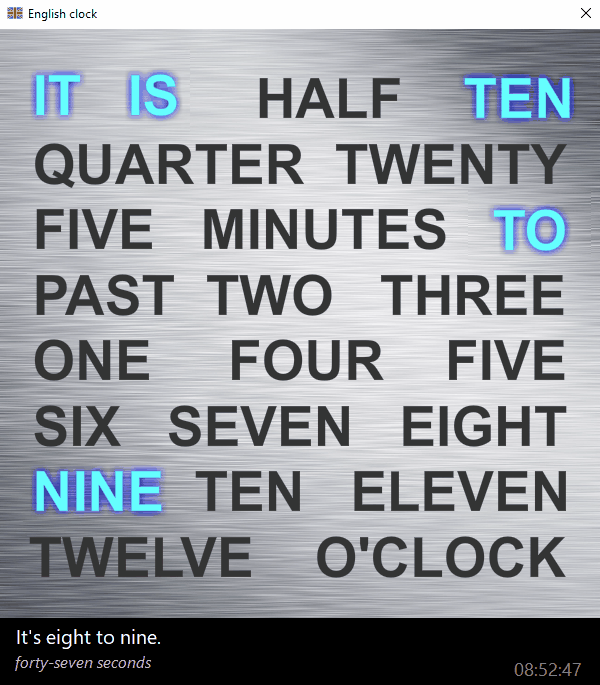 English clock
IT IS HALF TEN
QUARTER TWENTY
FIVE MINUTES TO
PAST TWO THREE
ONE FOUR FIVE
SIX SEVEN EIGHT
NINE TEN ELEVEN
TWELVE O'CLOCK
It's eight to nine.
forty-seven seconds
08:52:47